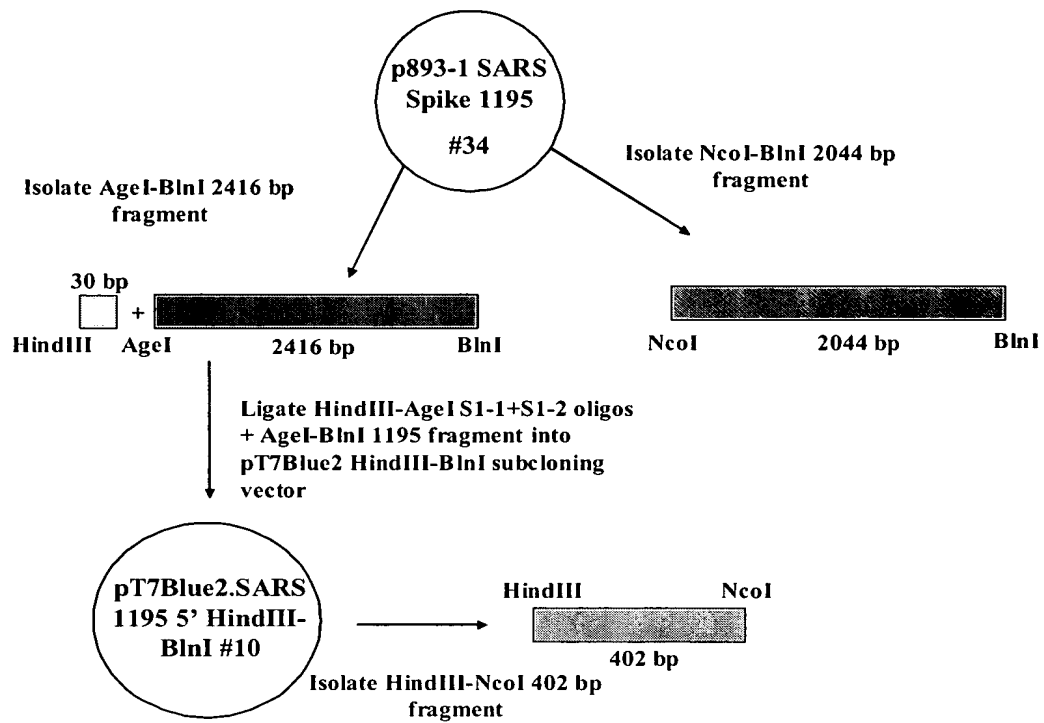 p893-1 SARS
Spike 1195
#34
Isolate AgeI-BlnI 2416 bp
fragment
Isolate NcoI-BlnI 2044 bp
fragment
30 bp
+
HindIII
AgeI
2416 bp
BlnI
NcoI
2044 bp
BlnI
Ligate HindIII-AgeI S1-1+S1-2 oligos
+ AgeI-BlnI 1195 fragment into
pT7Blue2 HindIII-BlnI subcloning
vector
pT7Blue2.SARS
1195 5’ HindIII-
BlnI #10
HindIII
NcoI
402 bp
Isolate HindIII-NcoI 402 bp
fragment